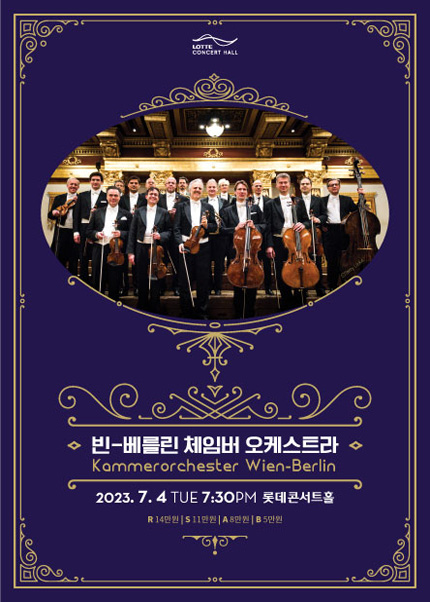 LOTTE
CONCERT HALL
빈-베를린 체임버 오케스트라
Kammerorchester Wien-Berlin
2023. 7. 4 TUE 7:30PM 롯데콘서트홀
R 14만원 | S 11만원 | A 8만원 | B 5만원